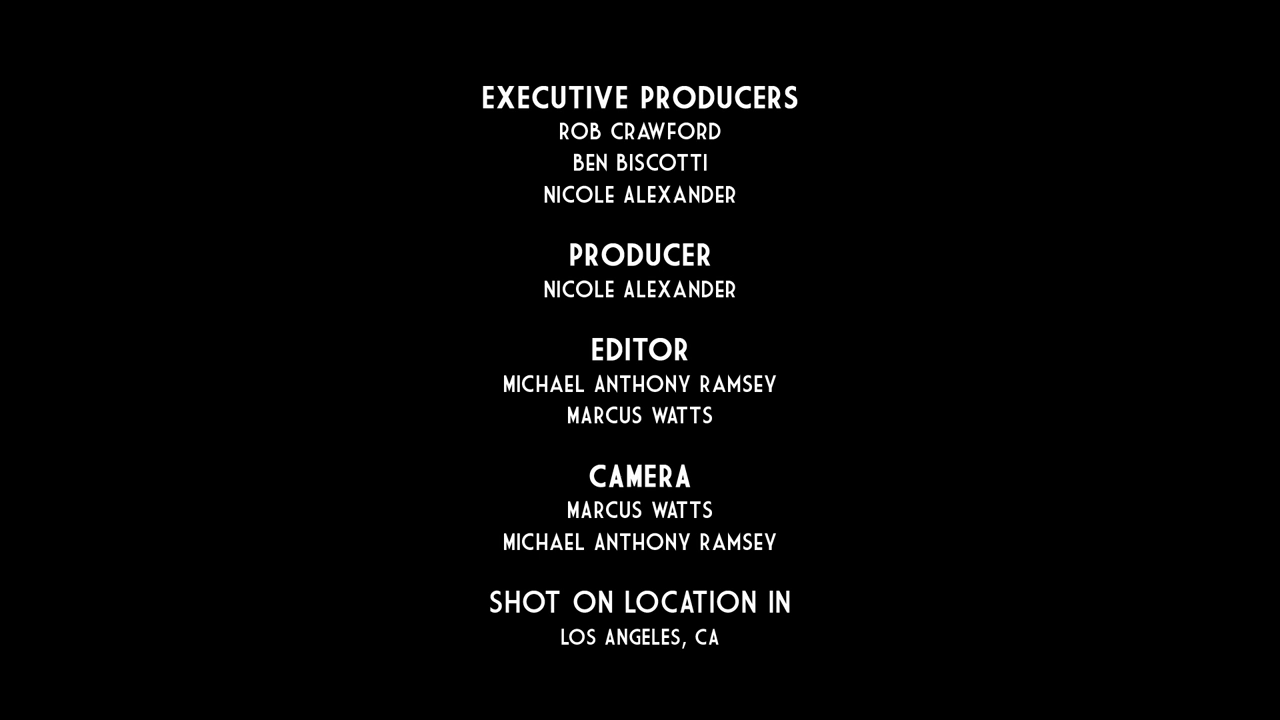 EXECUTIVE PRODUCERS
ROB CRAWFORD
BEN BISCOTTI
NICOLE ALEXANDER
PRODUCER
NICOLE ALEXANDER
EDITOR
MICHAEL ANTHONY RAMSEY
MARCUS WATTS
CAMERA
MARCUS WATTS
MICHAEL ANTHONY RAMSEY
SHOT ON LOCATION IN
LOS ANGELES, CA